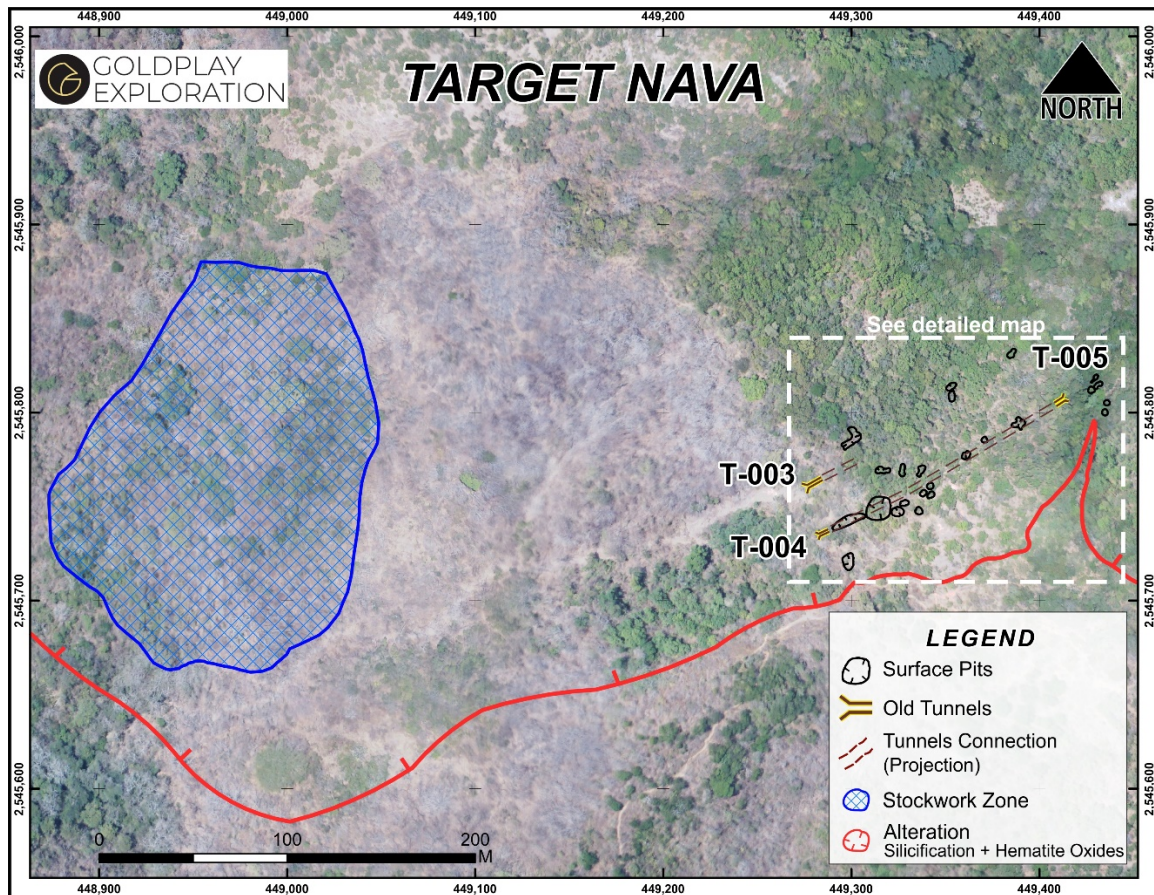 448,900 449,000 449,100 449,200 449,300 449,400
2,546,000 2,546,000
GOLDPLAY
EXPLORATION
TARGET NAVA
NORTH
2,545,900 2,545,900
See detailed map
T-005
2,545,800 2,545,800
T-003
T-004
2,545,700 2,545,700
LEGEND
Surface Pits
Old Tunnels
Tunnels Connection
(Projection)
Stockwork Zone
Alteration
Silicification + Hematite Oxides
2,545,600 2,545,600
0 100 200
M
448,900 449,000 449,100 449,200 449,300 449,400